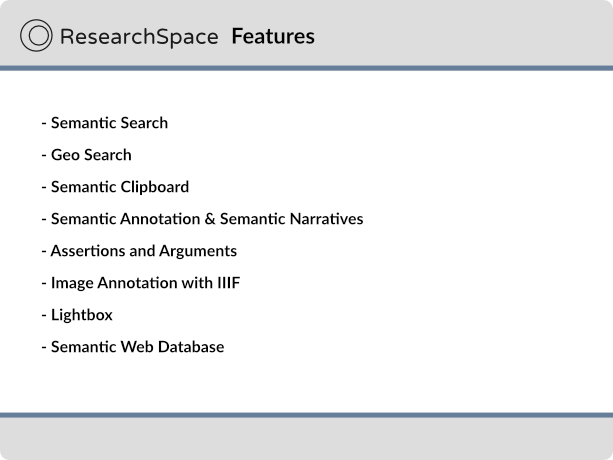 ResearchSpace Features
- Semantic Search
- Geo Search
- Semantic Clipboard
- Semantic Annotation & Semantic Narratives
- Assertions and Arguments
- Image Annotation with IIIF
- Lightbox
- Semantic Web Database